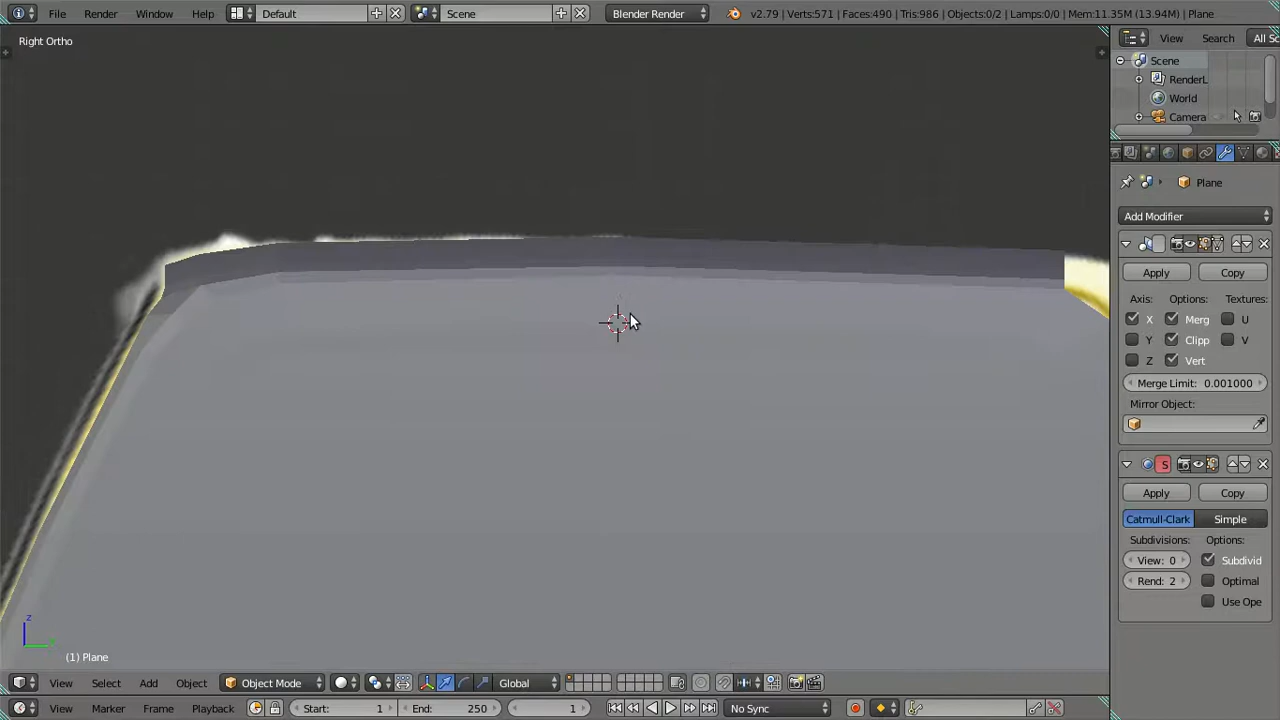 File Render Window Help Default Scene Blender Render v2.79 | Verts:571 | Faces:490 | Tris:986 | Objects:0/2 | Lamps:0/0 | Mem:11.35M (13.94M) | Plane
Right Ortho
View Search All Sc
Scene
RenderL
World
Camera
Plane
Add Modifier
Apply Copy
Axis: Options: Textures:
X Merg U
Y Clipp V
Z Vert
Merge Limit: 0.001000
Mirror Object:
S
Apply Copy
Catmull-Clark Simple
Subdivisions: Options:
View: 0 Subdivid
Rend: 2 Optimal
Use Ope
z
(1) Plane
View Select Add Object Object Mode Global
View Marker Frame Playback Start: 1 End: 250 1 No Sync